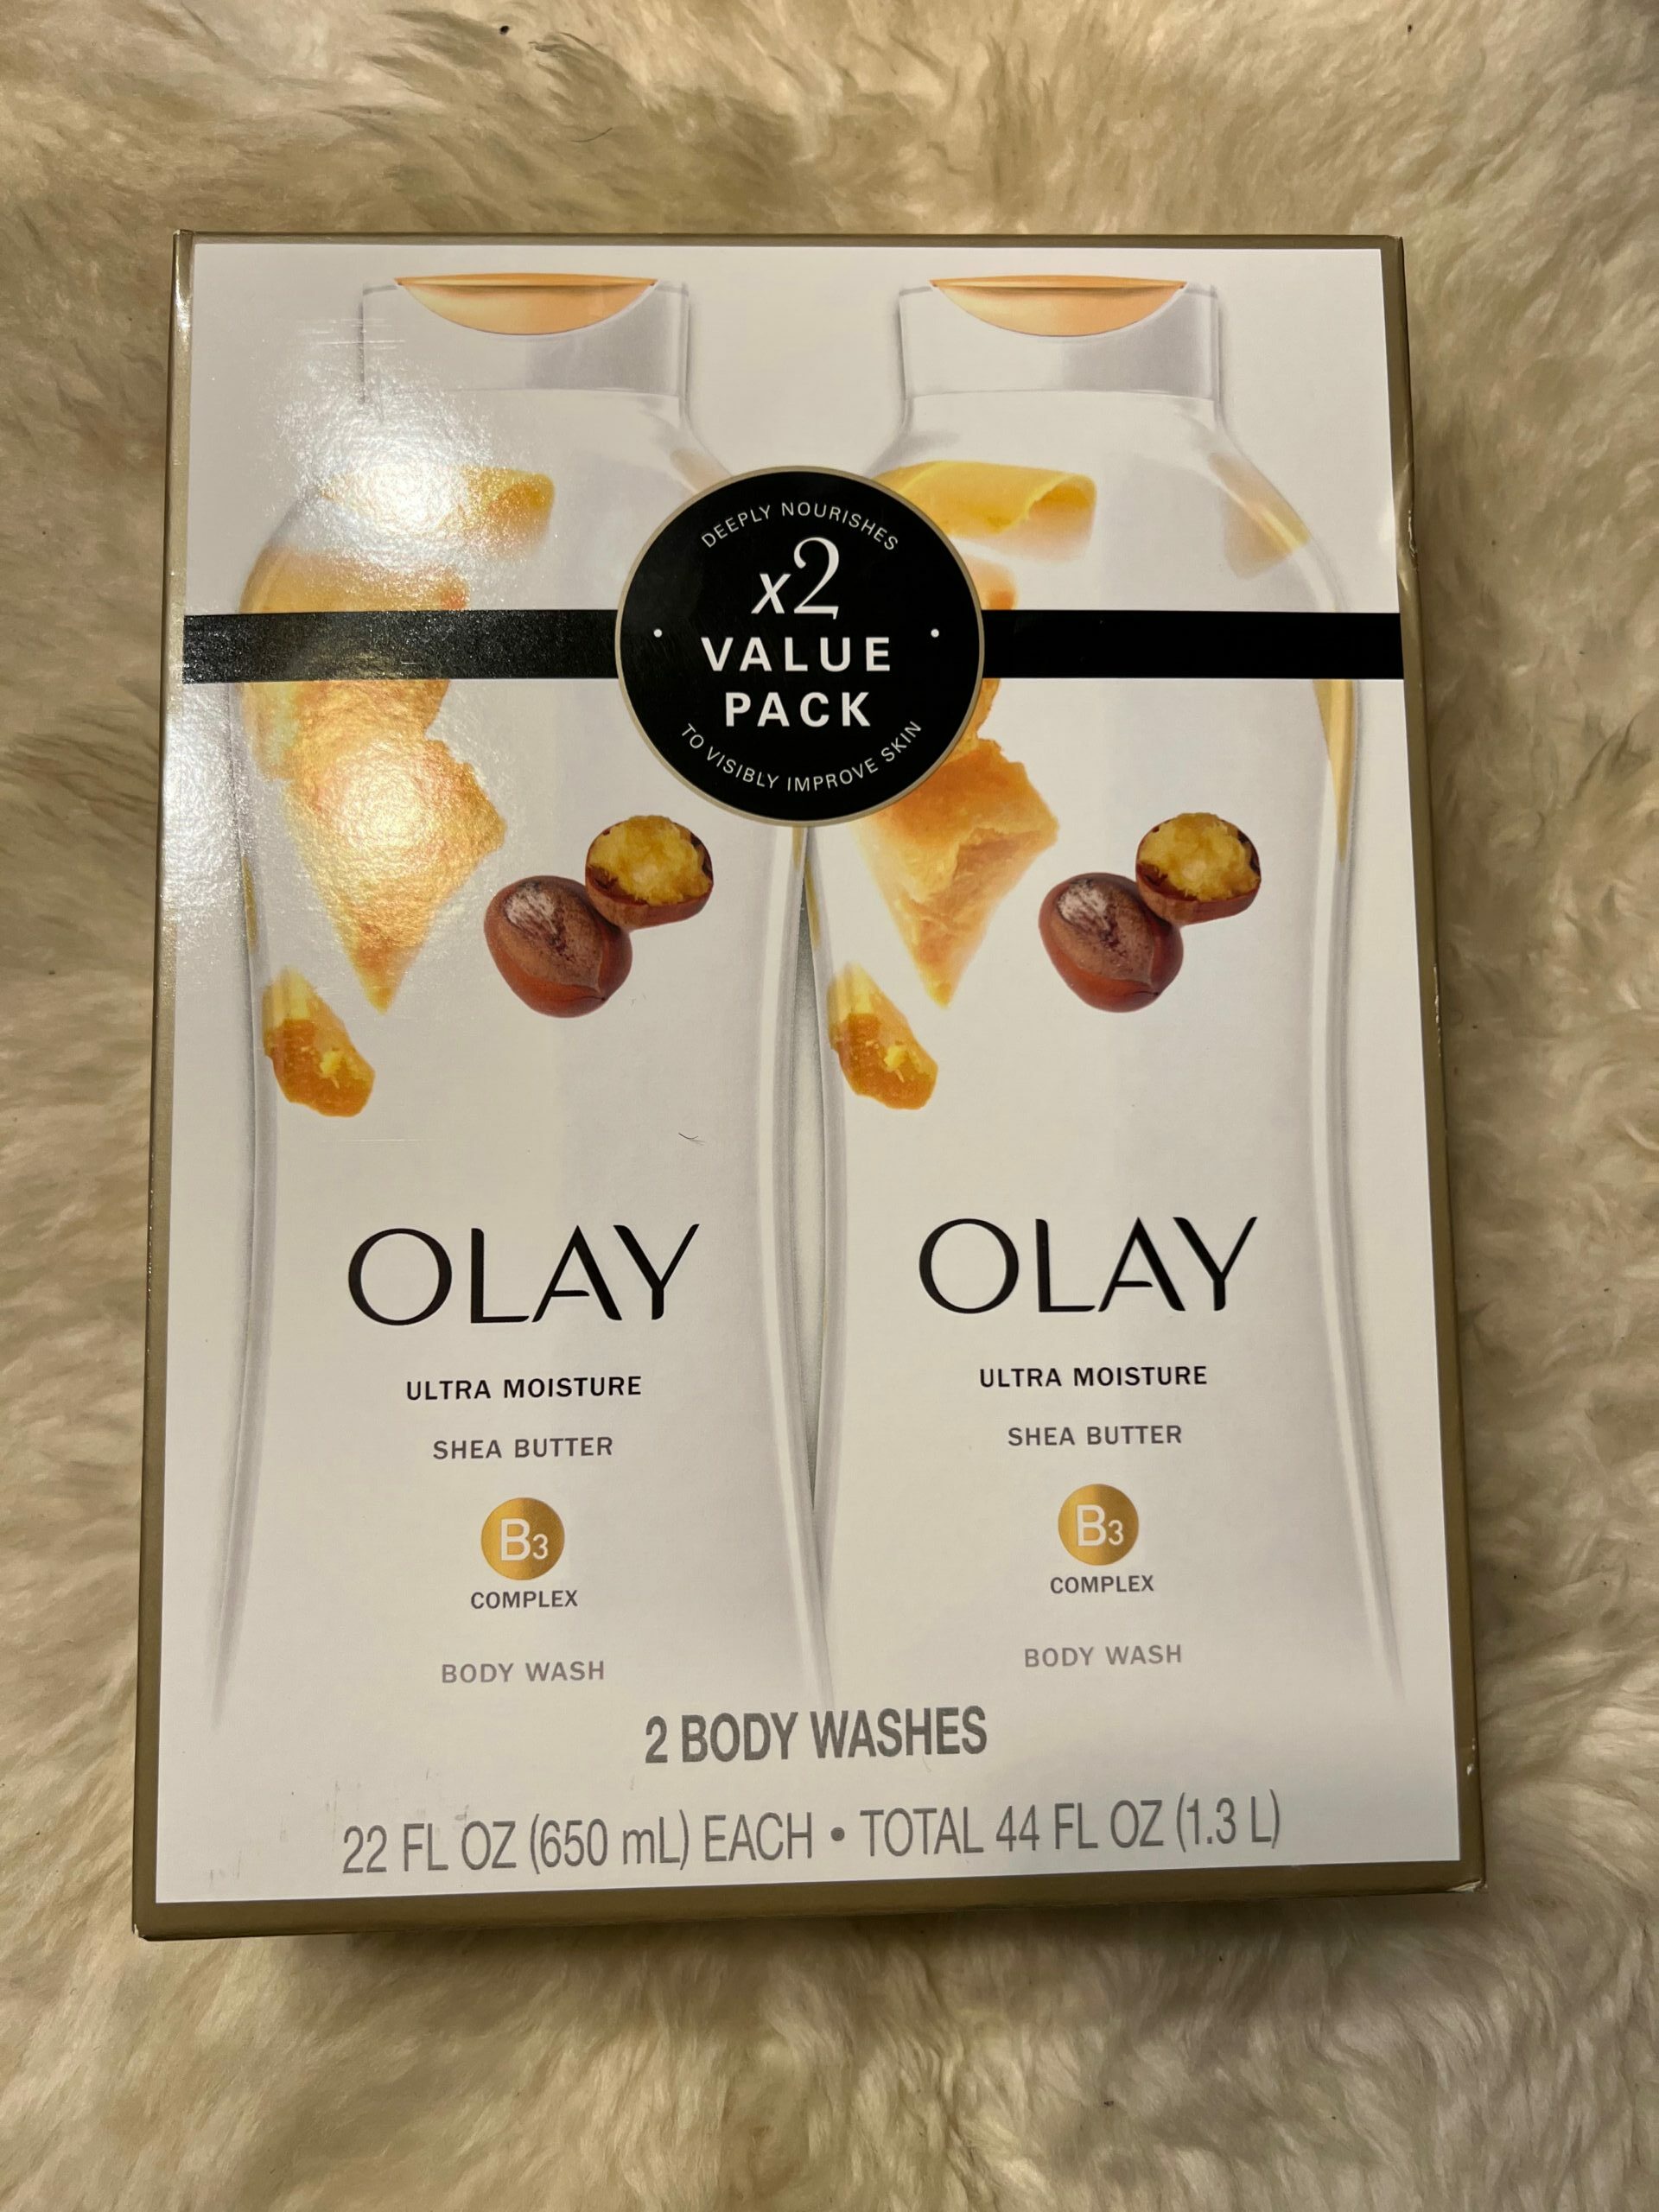 DEEPLY NOURISHES
x2
VALUE
PACK
TO VISIBLY IMPROVE SKIN
OLAY
ULTRA MOISTURE
SHEA BUTTER
B3
COMPLEX
BODY WASH
OLAY
ULTRA MOISTURE
SHEA BUTTER
B3
COMPLEX
BODY WASH
2 BODY WASHES
22 FL OZ (650 mL) EACH • TOTAL 44 FL OZ (1.3 L)